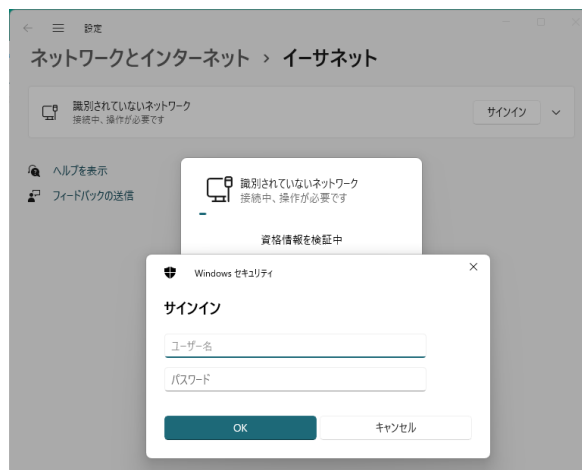 設定
ネットワークとインターネット › イーサネット
識別されていないネットワーク
接続中、操作が必要です
サインイン
ヘルプを表示
フィードバックの送信
識別されていないネットワーク
接続中、操作が必要です
資格情報を検証中
Windows セキュリティ
サインイン
ユーザー名
パスワード
OK
キャンセル